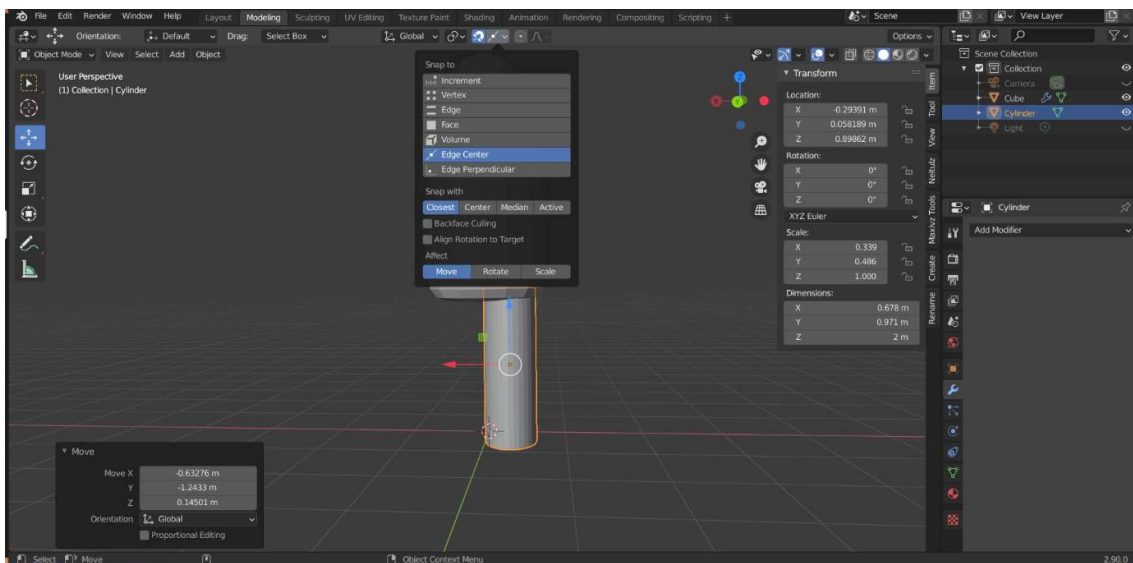 File Edit Render Window Help Layout Modeling Sculpting UV Editing Texture Paint Shading Animation Rendering Compositing Scripting + Scene View Layer
Orientation: Default Drag: Select Box Global Options
Object Mode View Select Add Object
User Perspective
(1) Collection | Cylinder
Snap to
Increment
Vertex
Edge
Face
Volume
Edge Center
Edge Perpendicular
Snap with
Closest Center Median Active
Backface Culling
Align Rotation to Target
Affect
Move Rotate Scale
Z
Y
Transform
Location:
X -0.29391 m
Y 0.058189 m
Z 0.89862 m
Rotation:
X 0°
Y 0°
Z 0°
XYZ Euler
Scale:
X 0.339
Y 0.486
Z 1.000
Dimensions:
X 0.678 m
Y 0.971 m
Z 2 m
Item
Tool
View
Neltulz
Maxivz Tools
Create
Rename
Scene Collection
Collection
Camera
Cube
Cylinder
Light
Cylinder
Add Modifier
Move
Move X -0.63276 m
Y -1.2433 m
Z 0.14501 m
Orientation Global
Proportional Editing
Select Move Object Context Menu 2.90.0